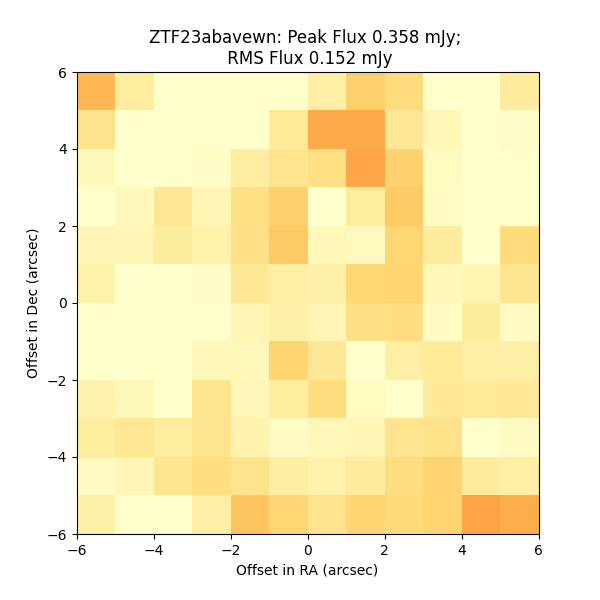 ZTF23abavewn: Peak Flux 0.358 mJy;
RMS Flux 0.152 mJy
6
4
2
0
−2
−4
−6
Offset in Dec (arcsec)
−6 −4 −2 0 2 4 6
Offset in RA (arcsec)